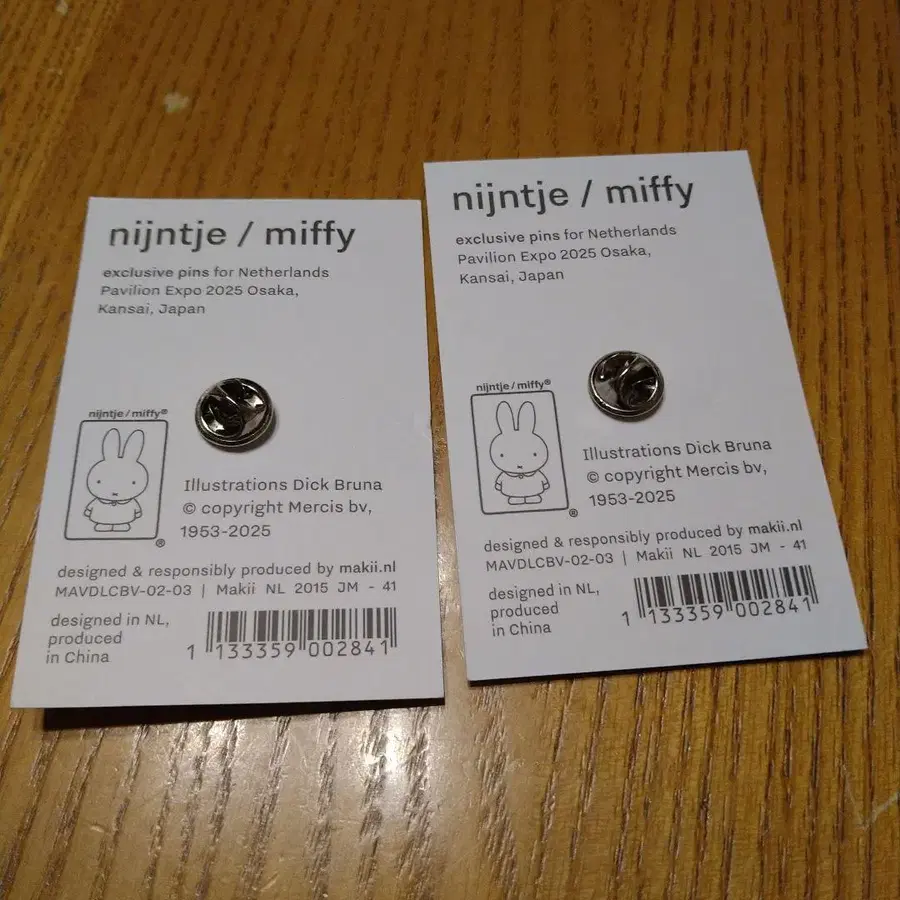 nijntje / miffy
exclusive pins for Netherlands
Pavilion Expo 2025 Osaka,
Kansai, Japan
nijntje / miffy®
®
Illustrations Dick Bruna
© copyright Mercis bv,
1953-2025
designed & responsibly produced by makii.nl
MAVDLCBV-02-03 | Makii NL 2015 JM - 41
designed in NL,
produced
in China
1 133359 002841
nijntje / miffy
exclusive pins for Netherlands
Pavilion Expo 2025 Osaka,
Kansai, Japan
nijntje / miffy®
®
Illustrations Dick Bruna
© copyright Mercis bv,
1953-2025
designed & responsibly produced by makii.nl
MAVDLCBV-02-03 | Makii NL 2015 JM - 41
designed in NL,
produced
in China
1 133359 002841